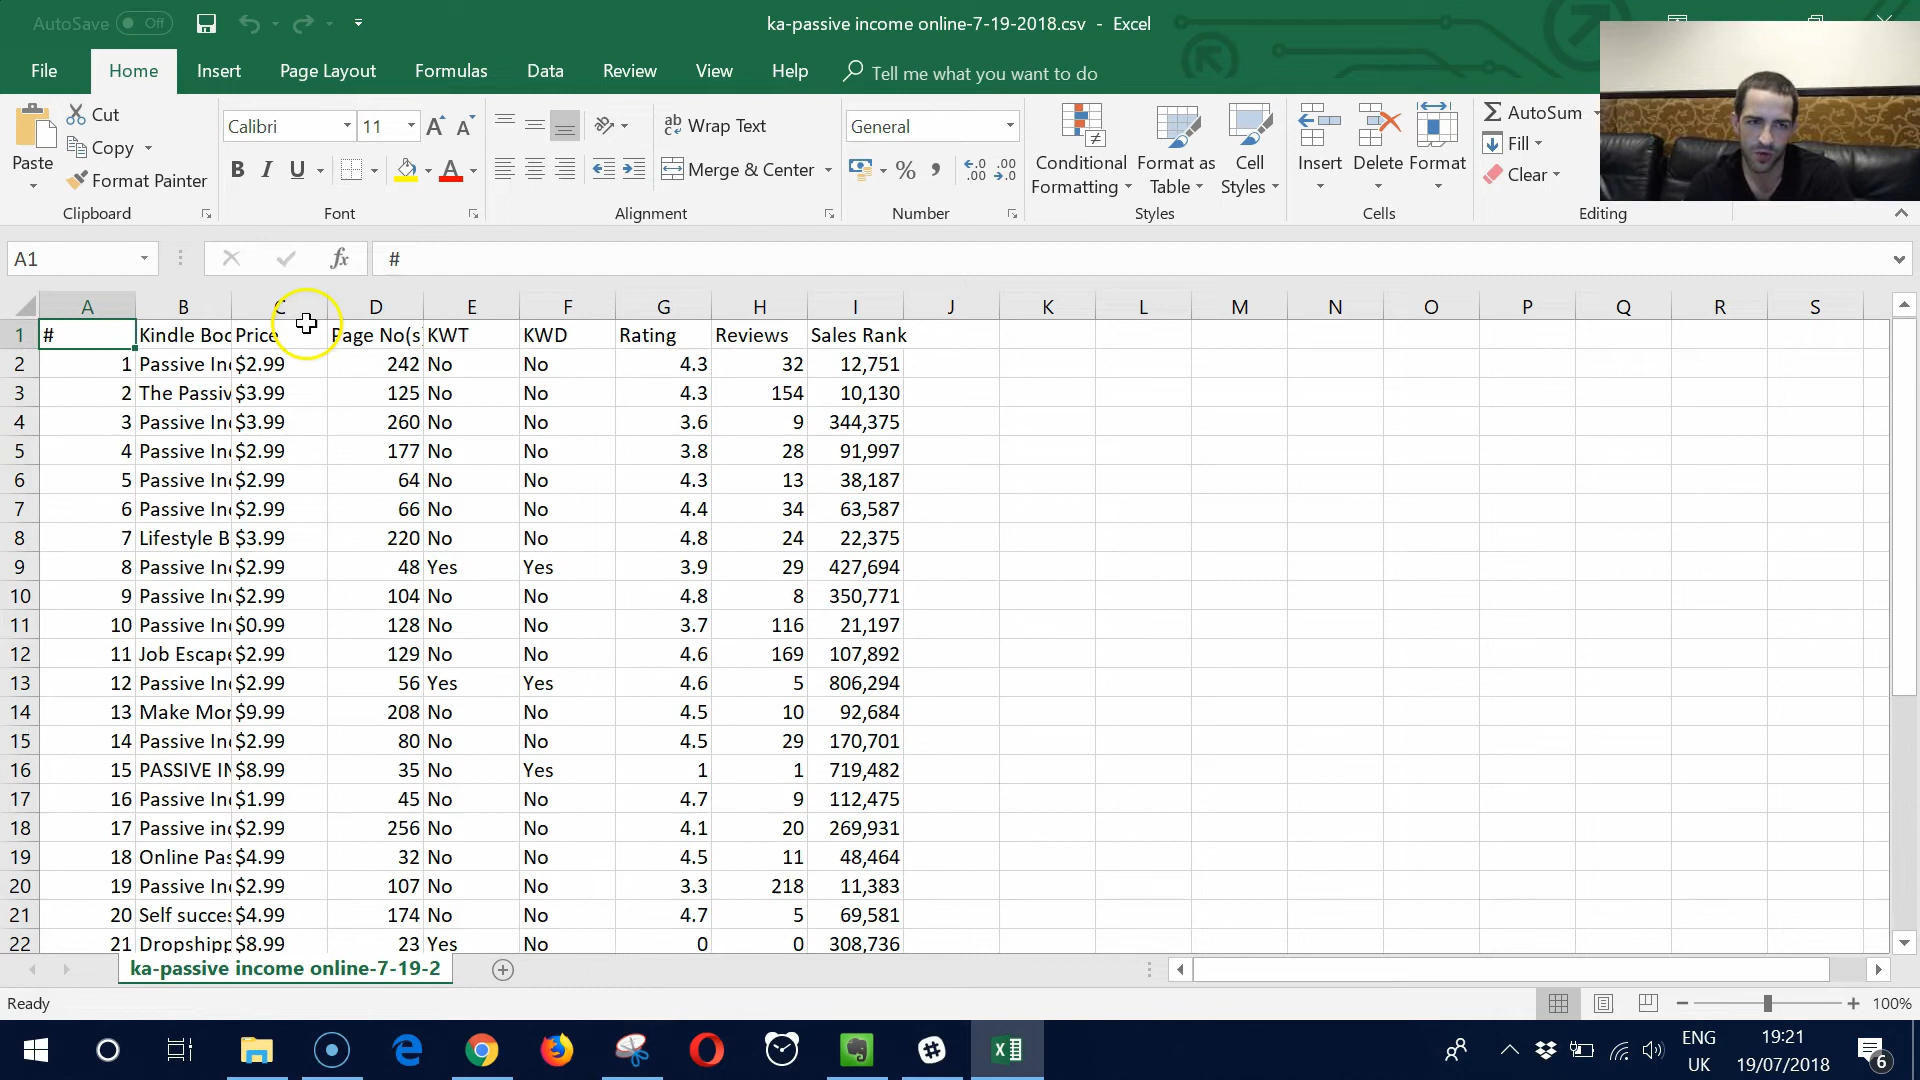 AutoSave Off ka-passive income online-7-19-2018.csv - Excel
File Home Insert Page Layout Formulas Data Review View Help Tell me what you want to do
Paste
Cut
Copy
Format Painter
Clipboard
Calibri 11
B I U A
Font
ab Wrap Text
Merge & Center
Alignment
General
% , .00
Number
Conditional Formatting
Format as Table
Cell Styles
Styles
Insert Delete Format
Cells
AutoSum
Fill
Clear
Editing
A1 fx #
A B C D E F G H I J K L M N O P Q R S
1 # Kindle Boo Price Page No(s) KWT KWD Rating Reviews Sales Rank
2 1 Passive Inc $2.99 242 No No 4.3 32 12,751
3 2 The Passiv $3.99 125 No No 4.3 154 10,130
4 3 Passive Inc $3.99 260 No No 3.6 9 344,375
5 4 Passive Inc $2.99 177 No No 3.8 28 91,997
6 5 Passive Inc $2.99 64 No No 4.3 13 38,187
7 6 Passive Inc $2.99 66 No No 4.4 34 63,587
8 7 Lifestyle B $3.99 220 No No 4.8 24 22,375
9 8 Passive Inc $2.99 48 Yes Yes 3.9 29 427,694
10 9 Passive Inc $2.99 104 No No 4.8 8 350,771
11 10 Passive Inc $0.99 128 No No 3.7 116 21,197
12 11 Job Escape $2.99 129 No No 4.6 169 107,892
13 12 Passive Inc $2.99 56 Yes Yes 4.6 5 806,294
14 13 Make Mor $9.99 208 No No 4.5 10 92,684
15 14 Passive Inc $2.99 80 No No 4.5 29 170,701
16 15 PASSIVE IN $8.99 35 No Yes 1 1 719,482
17 16 Passive Inc $1.99 45 No No 4.7 9 112,475
18 17 Passive inc $2.99 256 No No 4.1 20 269,931
19 18 Online Pas $4.99 32 No No 4.5 11 48,464
20 19 Passive Inc $2.99 107 No No 3.3 218 11,383
21 20 Self succes $4.99 174 No No 4.7 5 69,581
22 21 Dropshipp $8.99 23 Yes No 0 0 308,736
ka-passive income online-7-19-2
Ready 100%
ENG 19:21
UK 19/07/2018 6